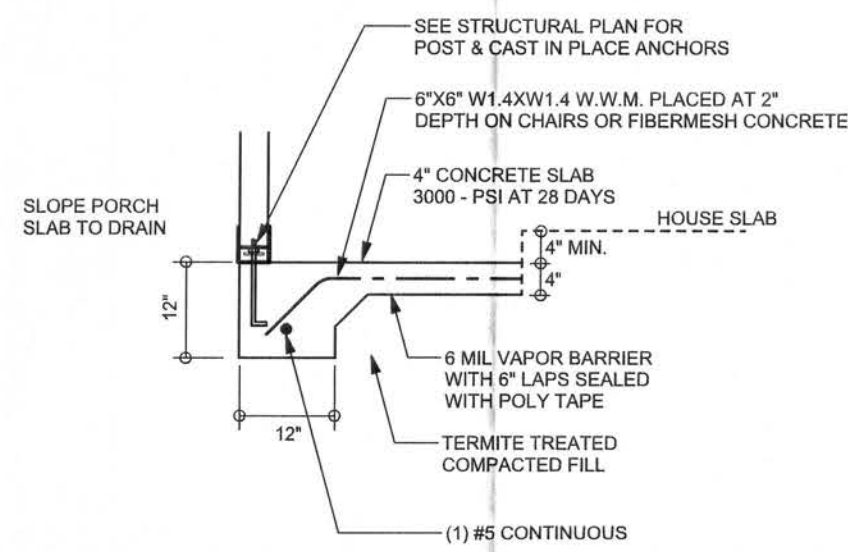 SEE STRUCTURAL PLAN FOR
POST & CAST IN PLACE ANCHORS
6"X6" W1.4XW1.4 W.W.M. PLACED AT 2"
DEPTH ON CHAIRS OR FIBERMESH CONCRETE
4" CONCRETE SLAB
3000 - PSI AT 28 DAYS
SLOPE PORCH
SLAB TO DRAIN
HOUSE SLAB
4" MIN.
4"
12"
12"
6 MIL VAPOR BARRIER
WITH 6" LAPS SEALED
WITH POLY TAPE
TERMITE TREATED
COMPACTED FILL
(1) #5 CONTINUOUS